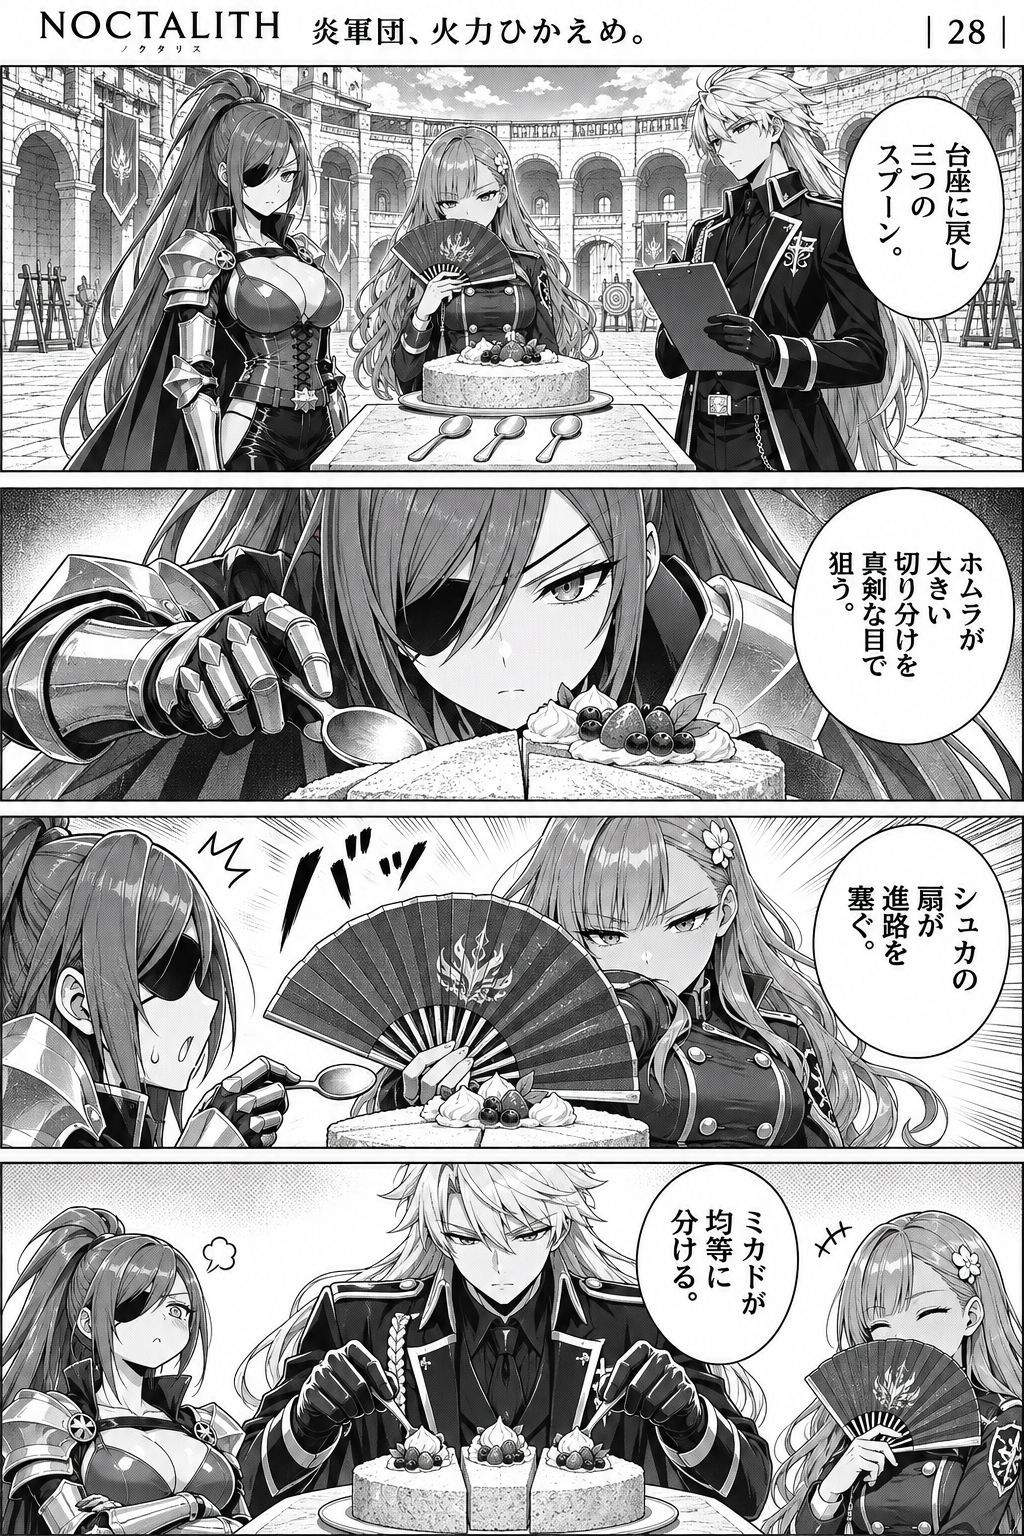 NOCTALITH
ノクタリス
炎軍団、火力ひかえめ。
| 28 |
台座に戻し
三つの
スプーン。
ホムラが
大きい
切り分けを
真剣な目で
狙う。
バッ
シュカの
扇が
進路を
塞ぐ。
ミカドが
均等に
分ける。